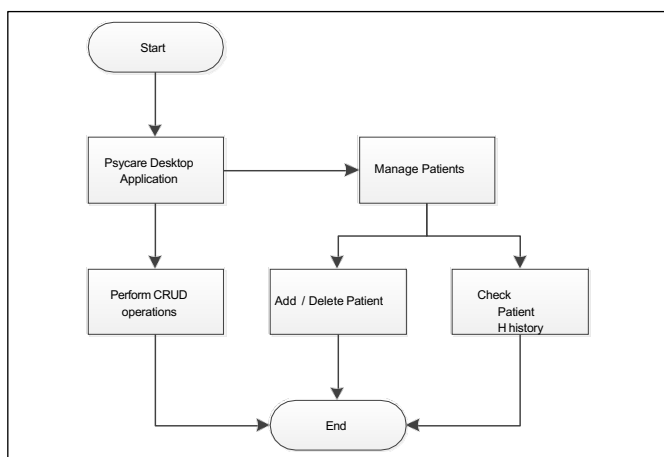 Start
Psycare Desktop
Application
Manage Patients
Perform CRUD
operations
Add / Delete Patient
Check
Patient
H history
End